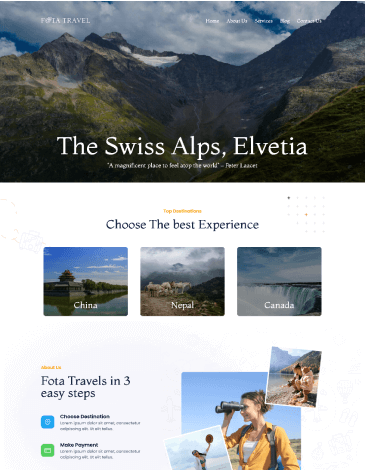 FOTA TRAVEL
Home About Us Services Blog Contact Us
The Swiss Alps, Elvetia
"A magnificent place to feel atop the world" – Peter Laazet
Top Destinations
Choose The best Experience
China Nepal Canada
About Us
Fota Travels in 3
easy steps
Choose Destination
Lorem ipsum dolor sit amet, consectetur
adipiscing elit. Id elit tellus.
Make Payment
Lorem ipsum dolor sit amet, consectetur
adipiscing elit. Id elit tellus.